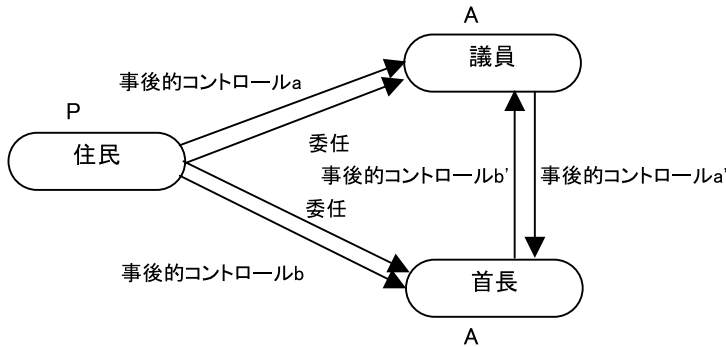 A
議員
事後的コントロールa
P
住民
委任
事後的コントロールb'
事後的コントロールa'
委任
事後的コントロールb
首長
A